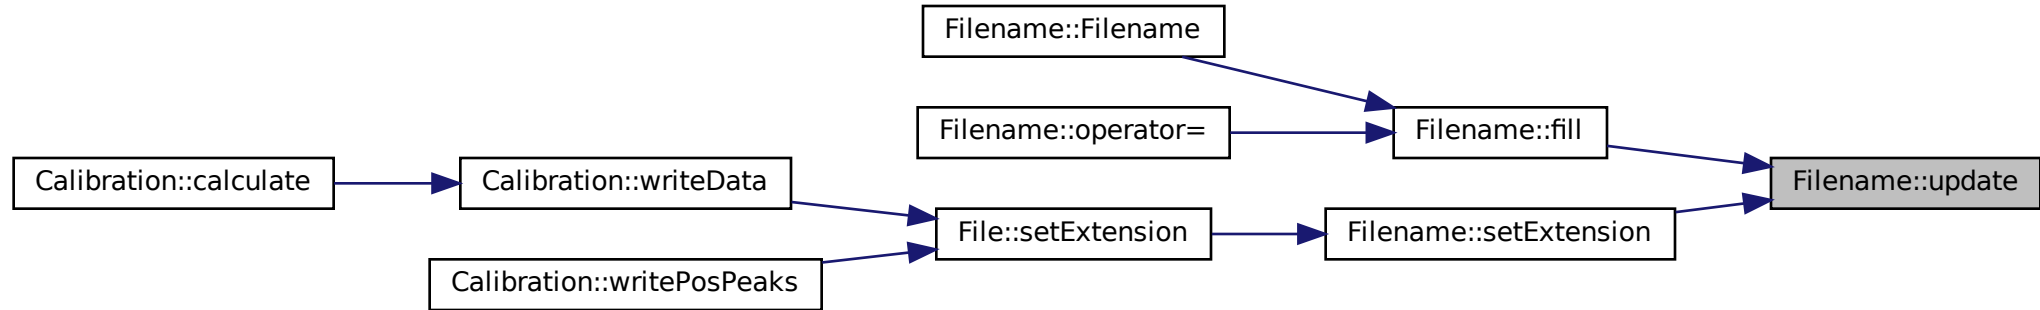 Filename::Filename
Filename::operator=
Filename::fill
Calibration::calculate
Calibration::writeData
Filename::update
File::setExtension
Filename::setExtension
Calibration::writePosPeaks